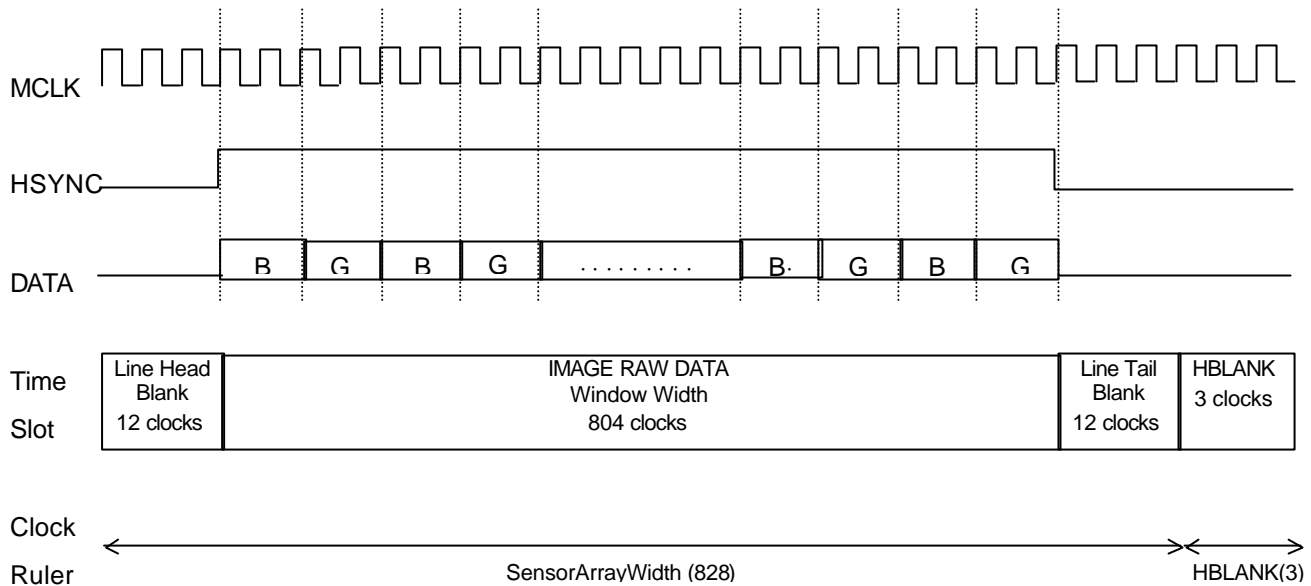 MCLK
HSYNC
DATA
B G B G . . . . . . . . . B. G B G
Time
Slot
Line Head
Blank
12 clocks
IMAGE RAW DATA
Window Width
804 clocks
Line Tail
Blank
12 clocks
HBLANK
3 clocks
Clock
Ruler
SensorArrayWidth (828)
HBLANK(3)